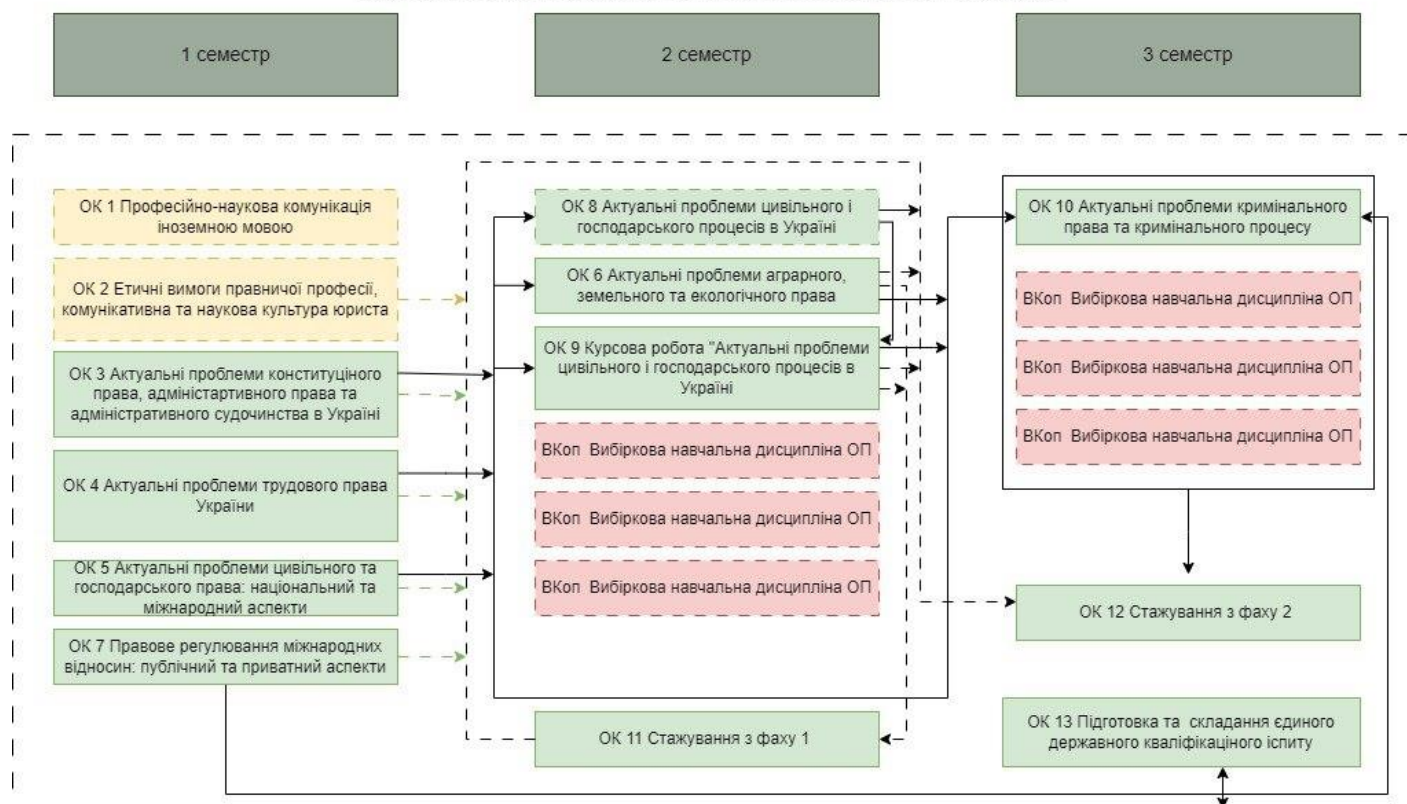 1 семестр
2 семестр
3 семестр
ОК 1 Професійно-наукова комунікація
іноземною мовою
ОК 2 Етичні вимоги правничої професії,
комунікативна та наукова культура юриста
ОК 3 Актуальні проблеми конституціного
права, адміністартивного права та
адміністративного судочинства в Україні
ОК 4 Актуальні проблеми трудового права
України
ОК 5 Актуальні проблеми цивільного та
господарського права: національний та
міжнародний аспекти
ОК 7 Правове регулювання міжнародних
відносин: публічний та приватний аспекти
ОК 8 Актуальні проблеми цивільного і
господарського процесів в Україні
ОК 6 Актуальні проблеми аграрного,
земельного та екологічного права
ОК 9 Курсова робота "Актуальні проблеми
цивільного і господарського процесів в
Україні
ВКоп Вибіркова навчальна дисципліна ОП
ВКоп Вибіркова навчальна дисципліна ОП
ВКоп Вибіркова навчальна дисципліна ОП
ОК 11 Стажування з фаху 1
ОК 10 Актуальні проблеми кримінального
права та кримінального процесу
ВКоп Вибіркова навчальна дисципліна ОП
ВКоп Вибіркова навчальна дисципліна ОП
ВКоп Вибіркова навчальна дисципліна ОП
ОК 12 Стажування з фаху 2
ОК 13 Підготовка та складання єдиного
державного кваліфікаціного іспиту